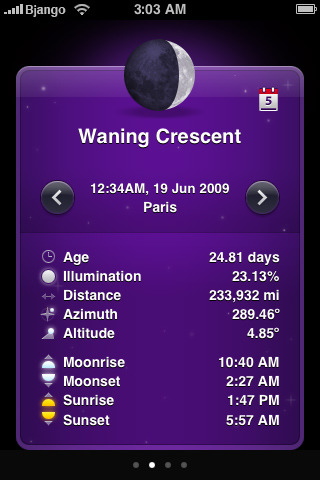 Bjango 3:03 AM
5
Waning Crescent
12:34AM, 19 Jun 2009
Paris
Age 24.81 days
Illumination 23.13%
Distance 233,932 mi
Azimuth 289.46º
Altitude 4.85º
Moonrise 10:40 AM
Moonset 2:27 AM
Sunrise 1:47 PM
Sunset 5:57 AM